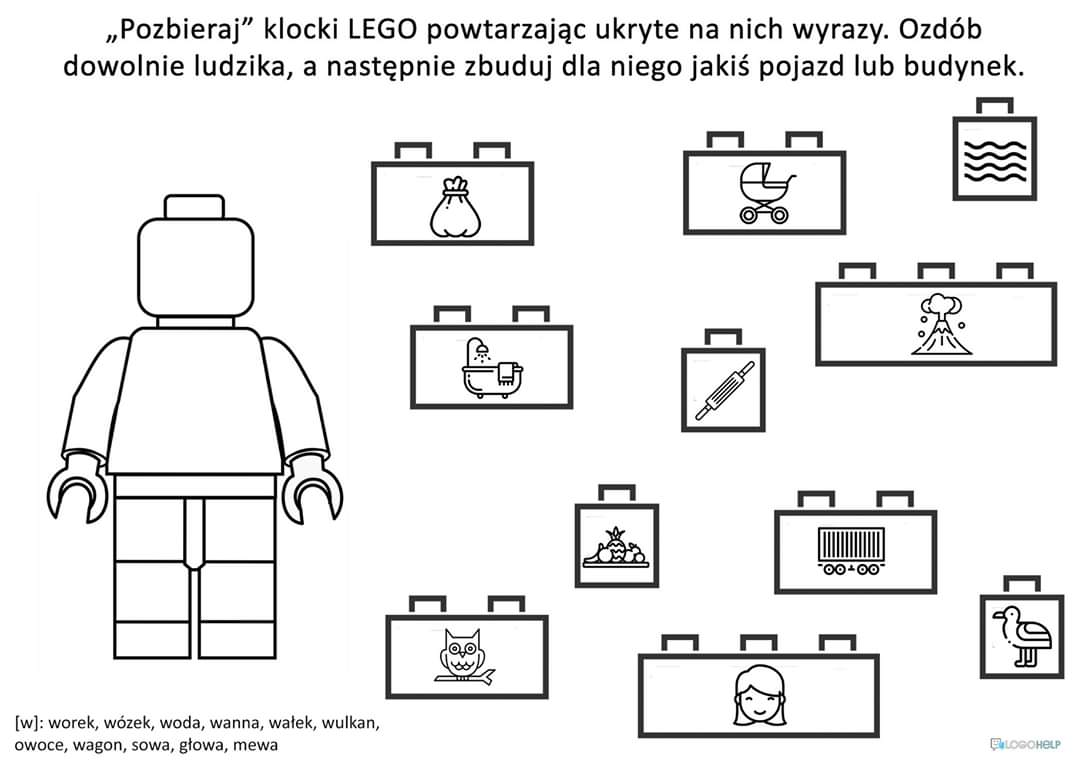 „Pozbieraj” klocki LEGO powtarzając ukryte na nich wyrazy. Ozdób
dowolnie ludzika, a następnie zbuduj dla niego jakiś pojazd lub budynek.
[w]: worek, wózek, woda, wanna, wałek, wulkan,
owoce, wagon, sowa, głowa, mewa
LOGOHELP